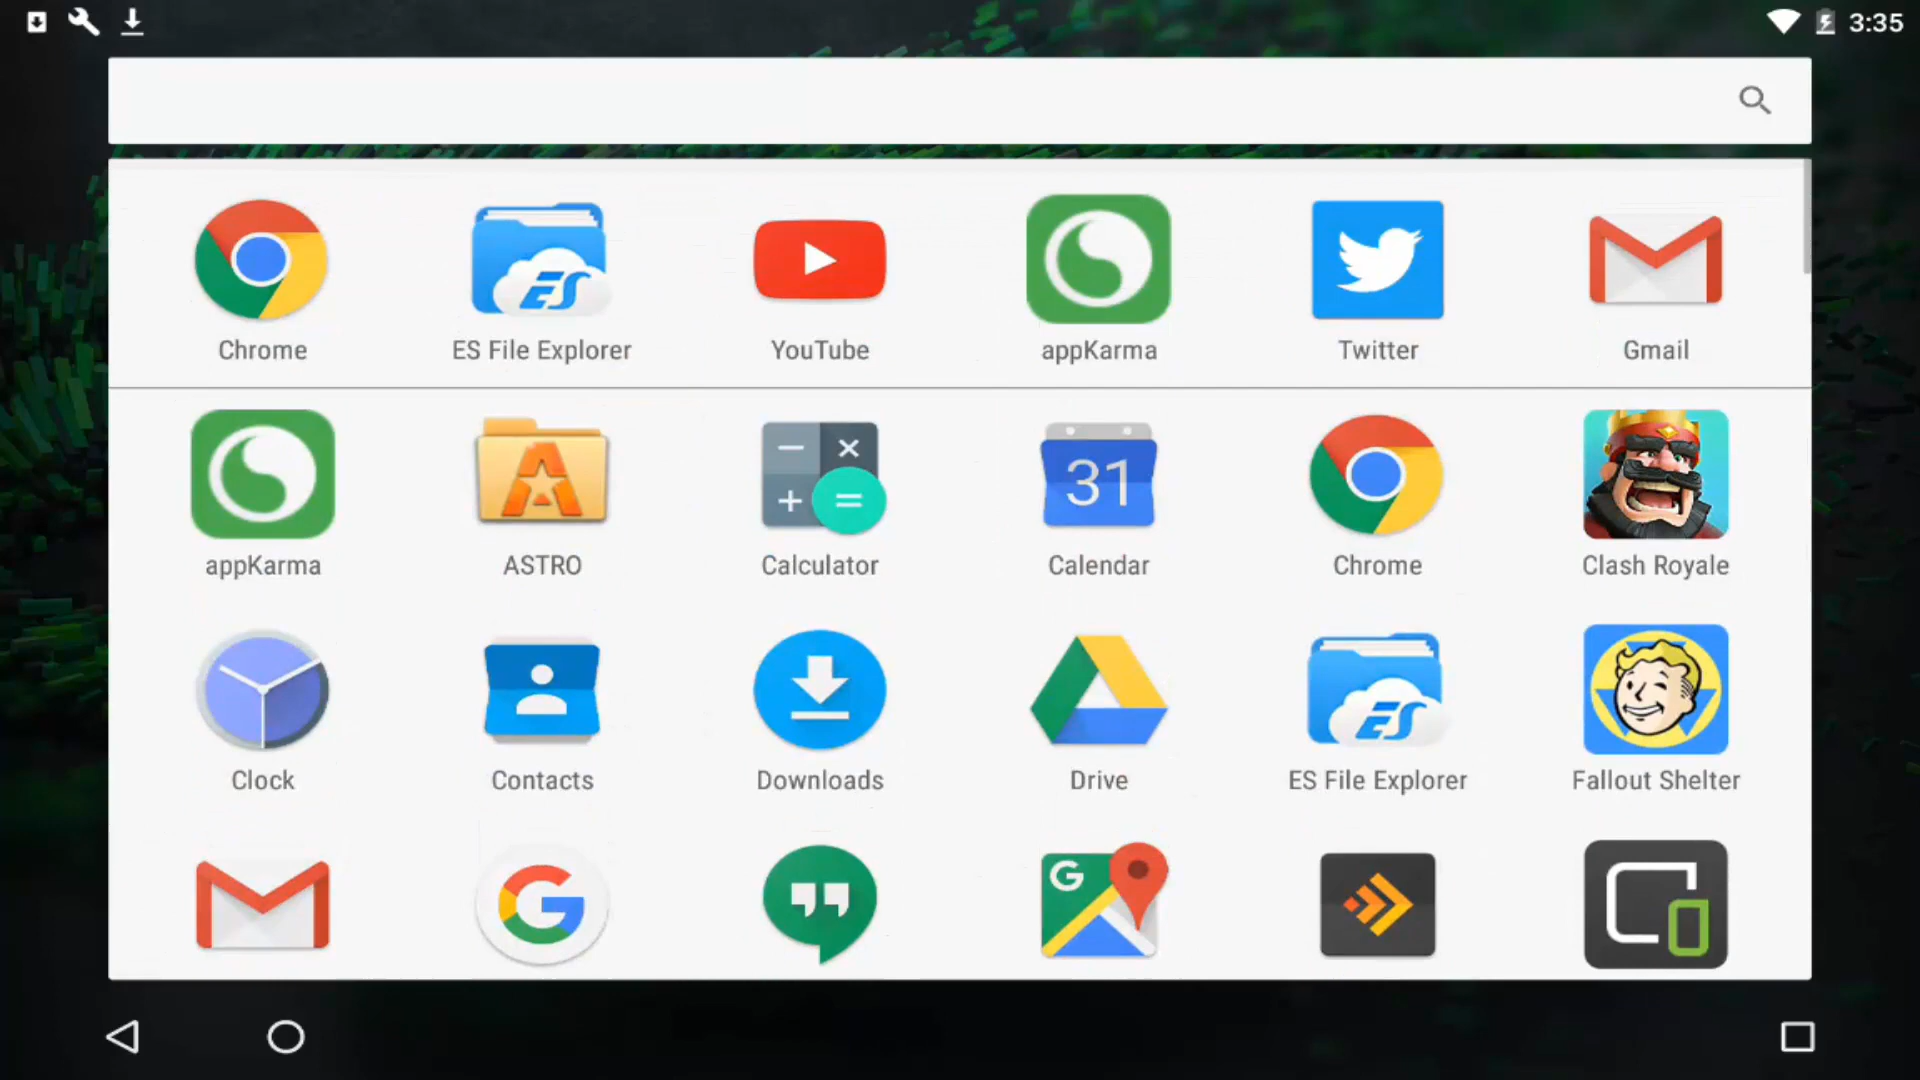 3:35
Chrome
ES File Explorer
YouTube
appKarma
Twitter
Gmail
appKarma
ASTRO
Calculator
Calendar
Chrome
Clash Royale
Clock
Contacts
Downloads
Drive
ES File Explorer
Fallout Shelter